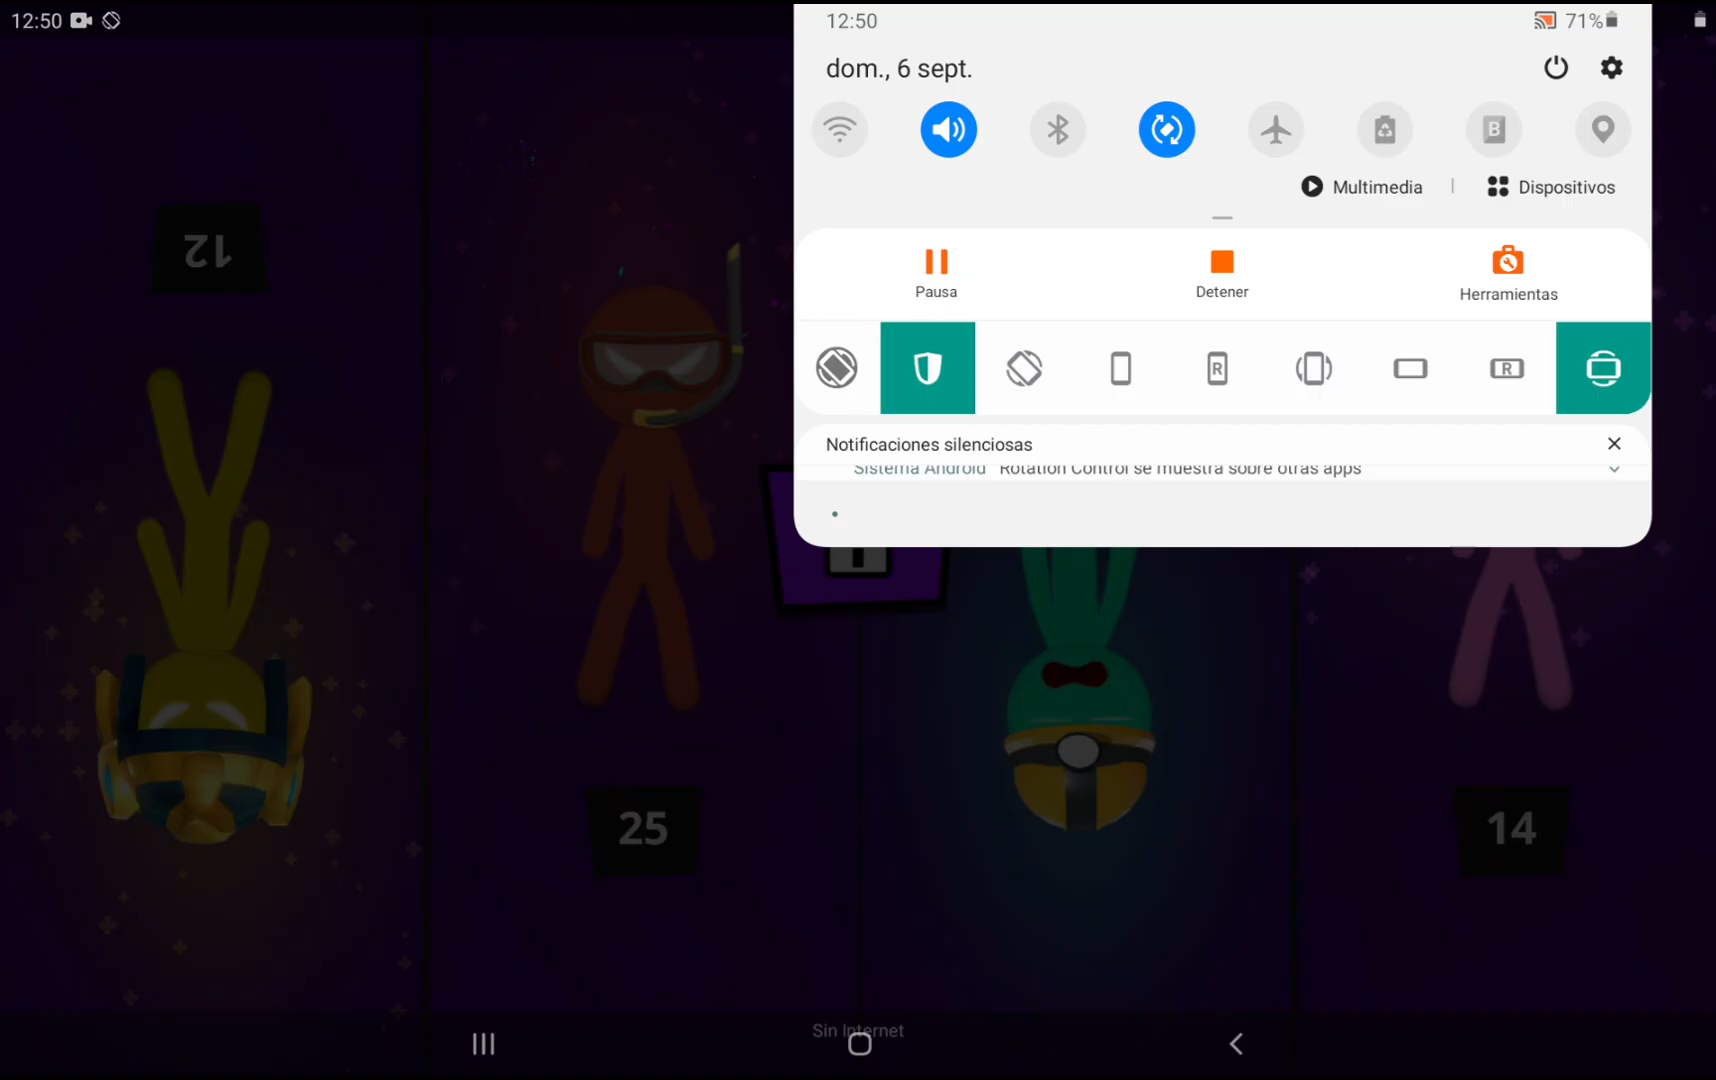 12:50
12:50
71%
dom., 6 sept.
B
Multimedia
Dispositivos
Pausa
Detener
Herramientas
R
R
Notificaciones silenciosas
Sistema Android Rotation Control se muestra sobre otras apps
12
25
14
Sin Internet